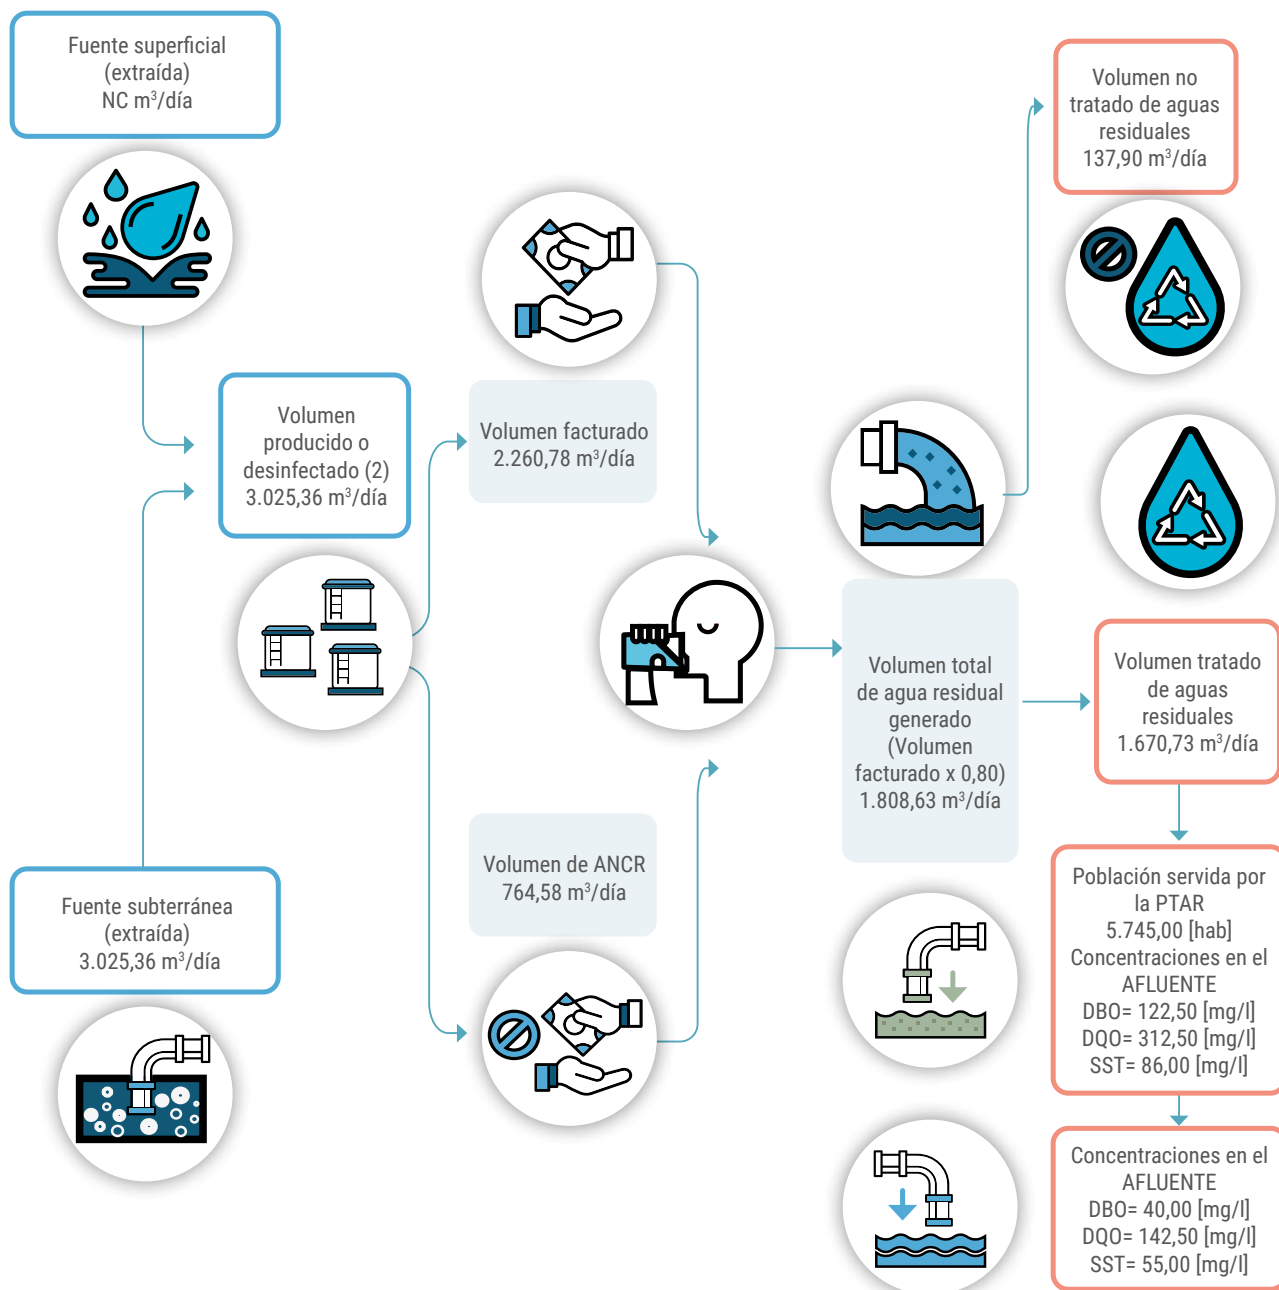 Fuente superficial
(extraída)
NC m³/día
Volumen
producido o
desinfectado (2)
3.025,36 m³/día
Fuente subterránea
(extraída)
3.025,36 m³/día
Volumen facturado
2.260,78 m³/día
Volumen de ANCR
764,58 m³/día
Volumen total
de agua residual
generado
(Volumen
facturado x 0,80)
1.808,63 m³/día
Volumen no
tratado de aguas
residuales
137,90 m³/día
Volumen tratado
de aguas
residuales
1.670,73 m³/día
Población servida por
la PTAR
5.745,00 [hab]
Concentraciones en el
AFLUENTE
DBO= 122,50 [mg/l]
DQO= 312,50 [mg/l]
SST= 86,00 [mg/l]
Concentraciones en el
AFLUENTE
DBO= 40,00 [mg/l]
DQO= 142,50 [mg/l]
SST= 55,00 [mg/l]